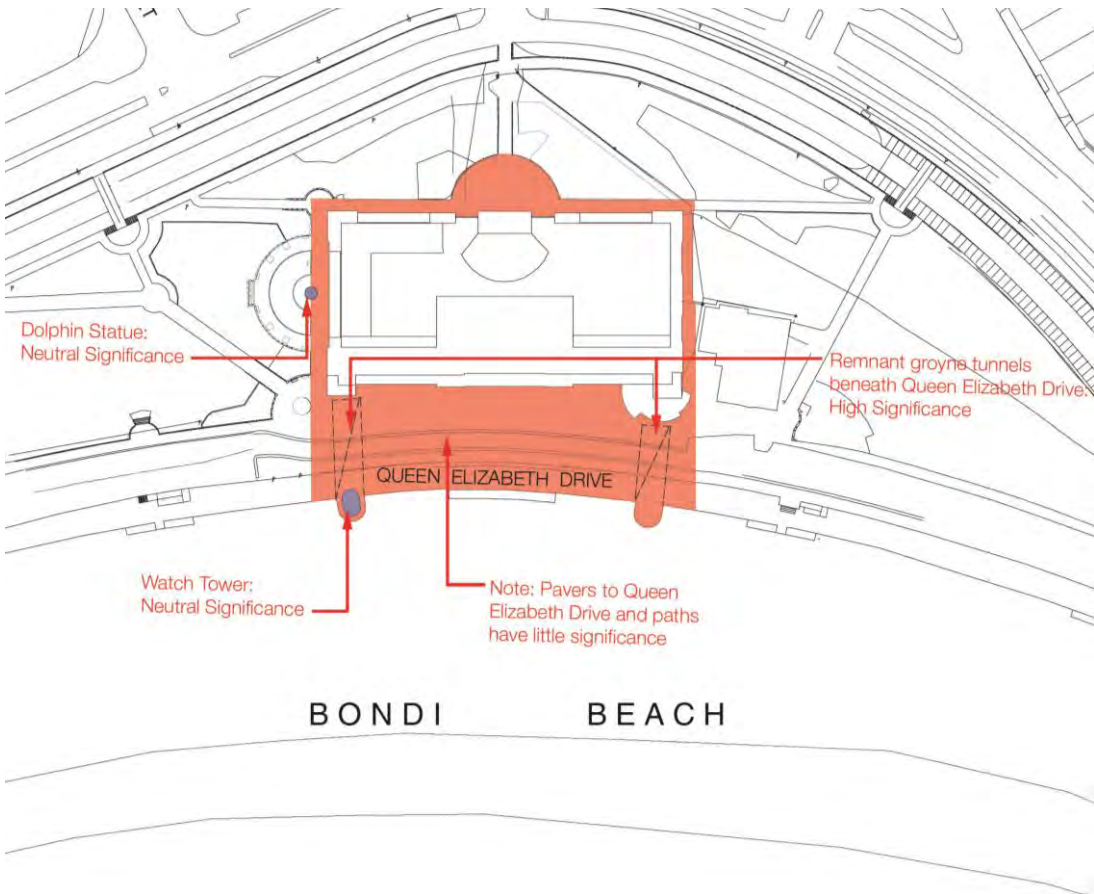 T
Dolphin Statue:
Neutral Significance
Remnant groyne tunnels
beneath Queen Elizabeth Drive:
High Significance
QUEEN ELIZABETH DRIVE
Watch Tower:
Neutral Significance
Note: Pavers to Queen
Elizabeth Drive and paths
have little significance
BONDI BEACH